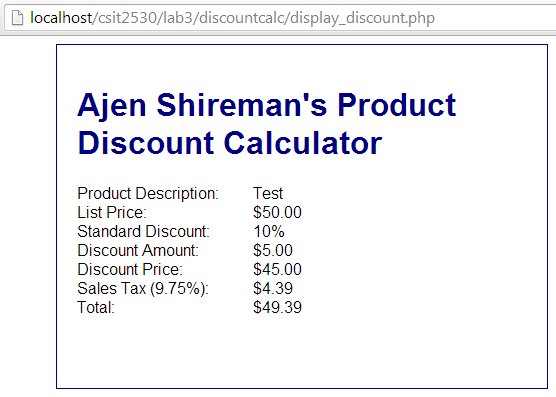 localhost/csit2530/lab3/discountcalc/display_discount.php
Ajen Shireman's Product
Discount Calculator
Product Description: Test
List Price: $50.00
Standard Discount: 10%
Discount Amount: $5.00
Discount Price: $45.00
Sales Tax (9.75%): $4.39
Total: $49.39